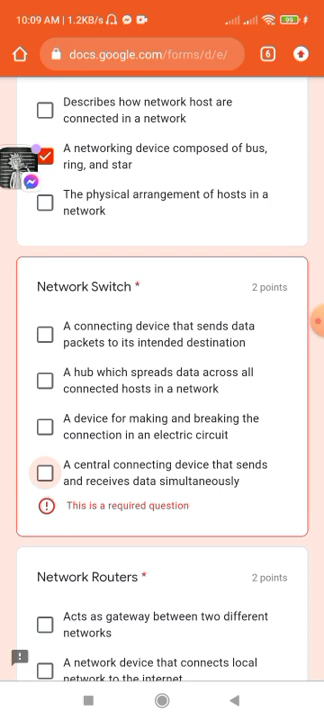 10:09 AM | 1.2KB/s
99
docs.google.com/forms/d/e/
6
Describes how network host are
connected in a network
A networking device composed of bus,
ring, and star
The physical arrangement of hosts in a
network
Network Switch *
2 points
A connecting device that sends data
packets to its intended destination
A hub which spreads data across all
connected hosts in a network
A device for making and breaking the
connection in an electric circuit
A central connecting device that sends
and receives data simultaneously
This is a required question
Network Routers *
2 points
Acts as gateway between two different
networks
A network device that connects local
network to the internet